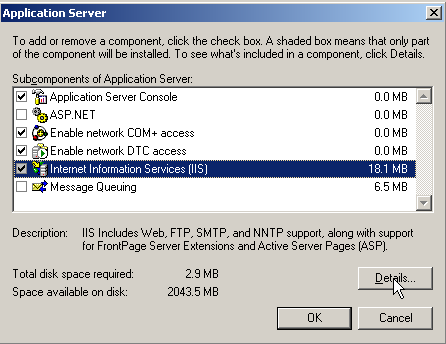 Application Server
To add or remove a component, click the check box. A shaded box means that only part
of the component will be installed. To see what's included in a component, click Details.
Subcomponents of Application Server:
Application Server Console 0.0 MB
ASP.NET 0.0 MB
Enable network COM+ access 0.0 MB
Enable network DTC access 0.0 MB
Internet Information Services (IIS) 18.1 MB
Message Queuing 6.5 MB
Description: IIS Includes Web, FTP, SMTP, and NNTP support, along with support
for FrontPage Server Extensions and Active Server Pages (ASP).
Total disk space required: 2.9 MB
Space available on disk: 2043.5 MB
Details...
OK Cancel